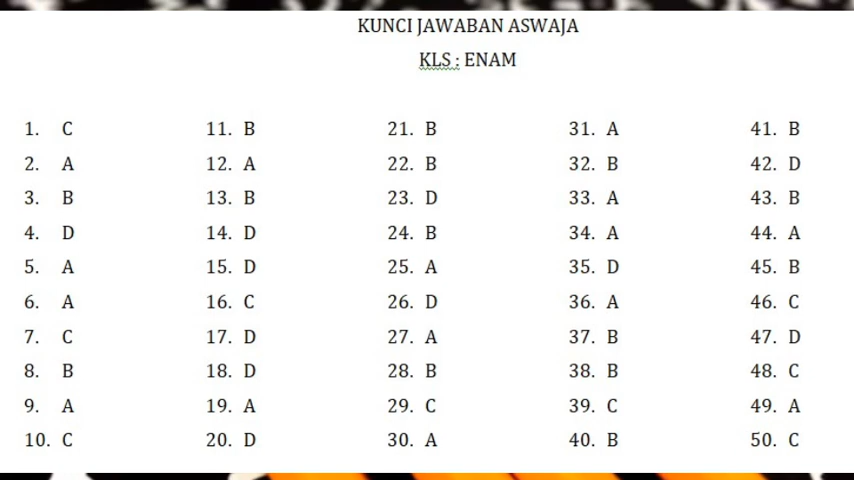 KUNCI JAWABAN ASWAJA
KLS : ENAM
1. C 11. B 21. B 31. A 41. B
2. A 12. A 22. B 32. B 42. D
3. B 13. B 23. D 33. A 43. B
4. D 14. D 24. B 34. A 44. A
5. A 15. D 25. A 35. D 45. B
6. A 16. C 26. D 36. A 46. C
7. C 17. D 27. A 37. B 47. D
8. B 18. D 28. B 38. B 48. C
9. A 19. A 29. C 39. C 49. A
10. C 20. D 30. A 40. B 50. C